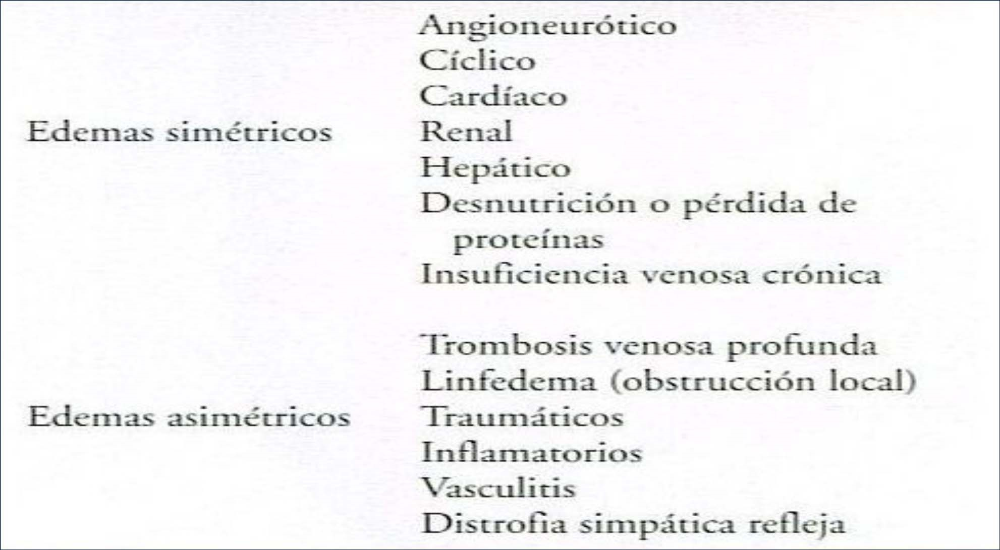 Angioneurótico
Cíclico
Cardíaco
Edemas simétricos Renal
Hepático
Desnutrición o pérdida de
proteínas
Insuficiencia venosa crónica
Trombosis venosa profunda
Linfedema (obstrucción local)
Edemas asimétricos Traumáticos
Inflamatorios
Vasculitis
Distrofia simpática refleja